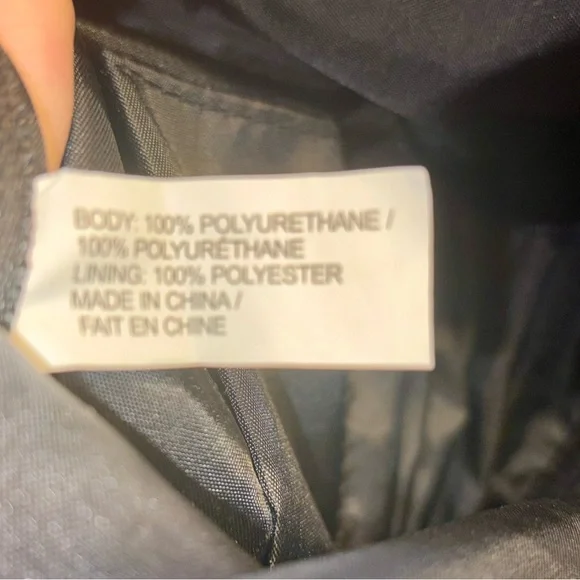 BODY: 100% POLYURETHANE /
100% POLYURÉTHANE
LINING: 100% POLYESTER
MADE IN CHINA /
FAIT EN CHINE